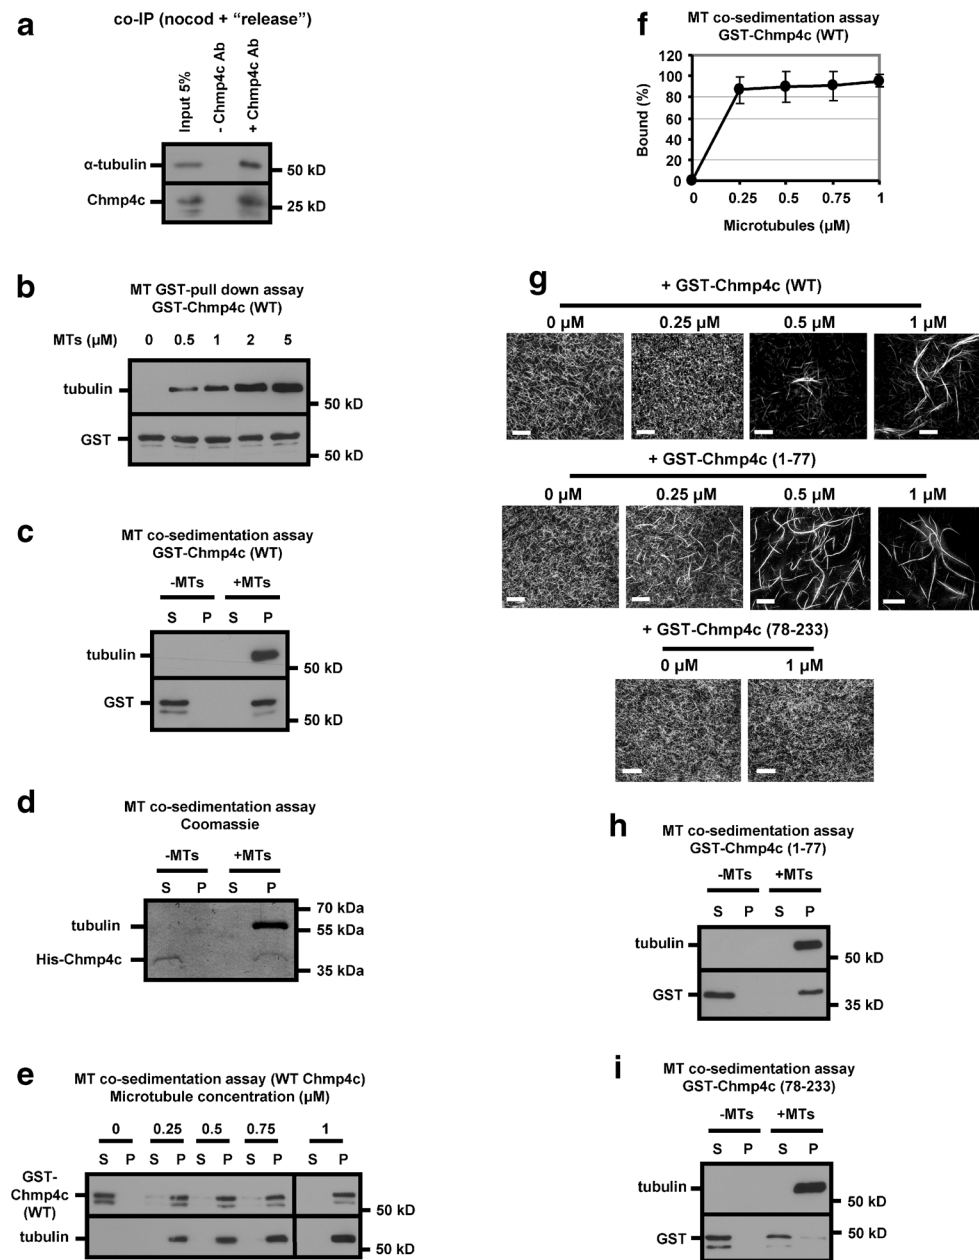 a
co-IP (nocod + “release”)
Input 5%
- Chmp4c Ab
+ Chmp4c Ab
α-tubulin
50 kD
Chmp4c
25 kD
b
MT GST-pull down assay
GST-Chmp4c (WT)
MTs (µM) 0 0.5 1 2 5
tubulin
50 kD
GST
50 kD
c
MT co-sedimentation assay
GST-Chmp4c (WT)
-MTs +MTs
S P S P
tubulin
50 kD
GST
50 kD
d
MT co-sedimentation assay
Coomassie
-MTs +MTs
S P S P
70 kDa
tubulin
55 kDa
His-Chmp4c
35 kDa
e
MT co-sedimentation assay (WT Chmp4c)
Microtubule concentration (µM)
0 0.25 0.5 0.75 1
S P S P S P S P S P
GST-
Chmp4c
(WT)
50 kD
tubulin
50 kD
f
MT co-sedimentation assay
GST-Chmp4c (WT)
Bound (%)
120
100
80
60
40
20
0
0 0.25 0.5 0.75 1
Microtubules (µM)
g
+ GST-Chmp4c (WT)
0 µM 0.25 µM 0.5 µM 1 µM
+ GST-Chmp4c (1-77)
0 µM 0.25 µM 0.5 µM 1 µM
+ GST-Chmp4c (78-233)
0 µM 1 µM
h
MT co-sedimentation assay
GST-Chmp4c (1-77)
-MTs +MTs
S P S P
tubulin
50 kD
GST
35 kD
i
MT co-sedimentation assay
GST-Chmp4c (78-233)
-MTs +MTs
S P S P
tubulin
50 kD
GST
50 kD